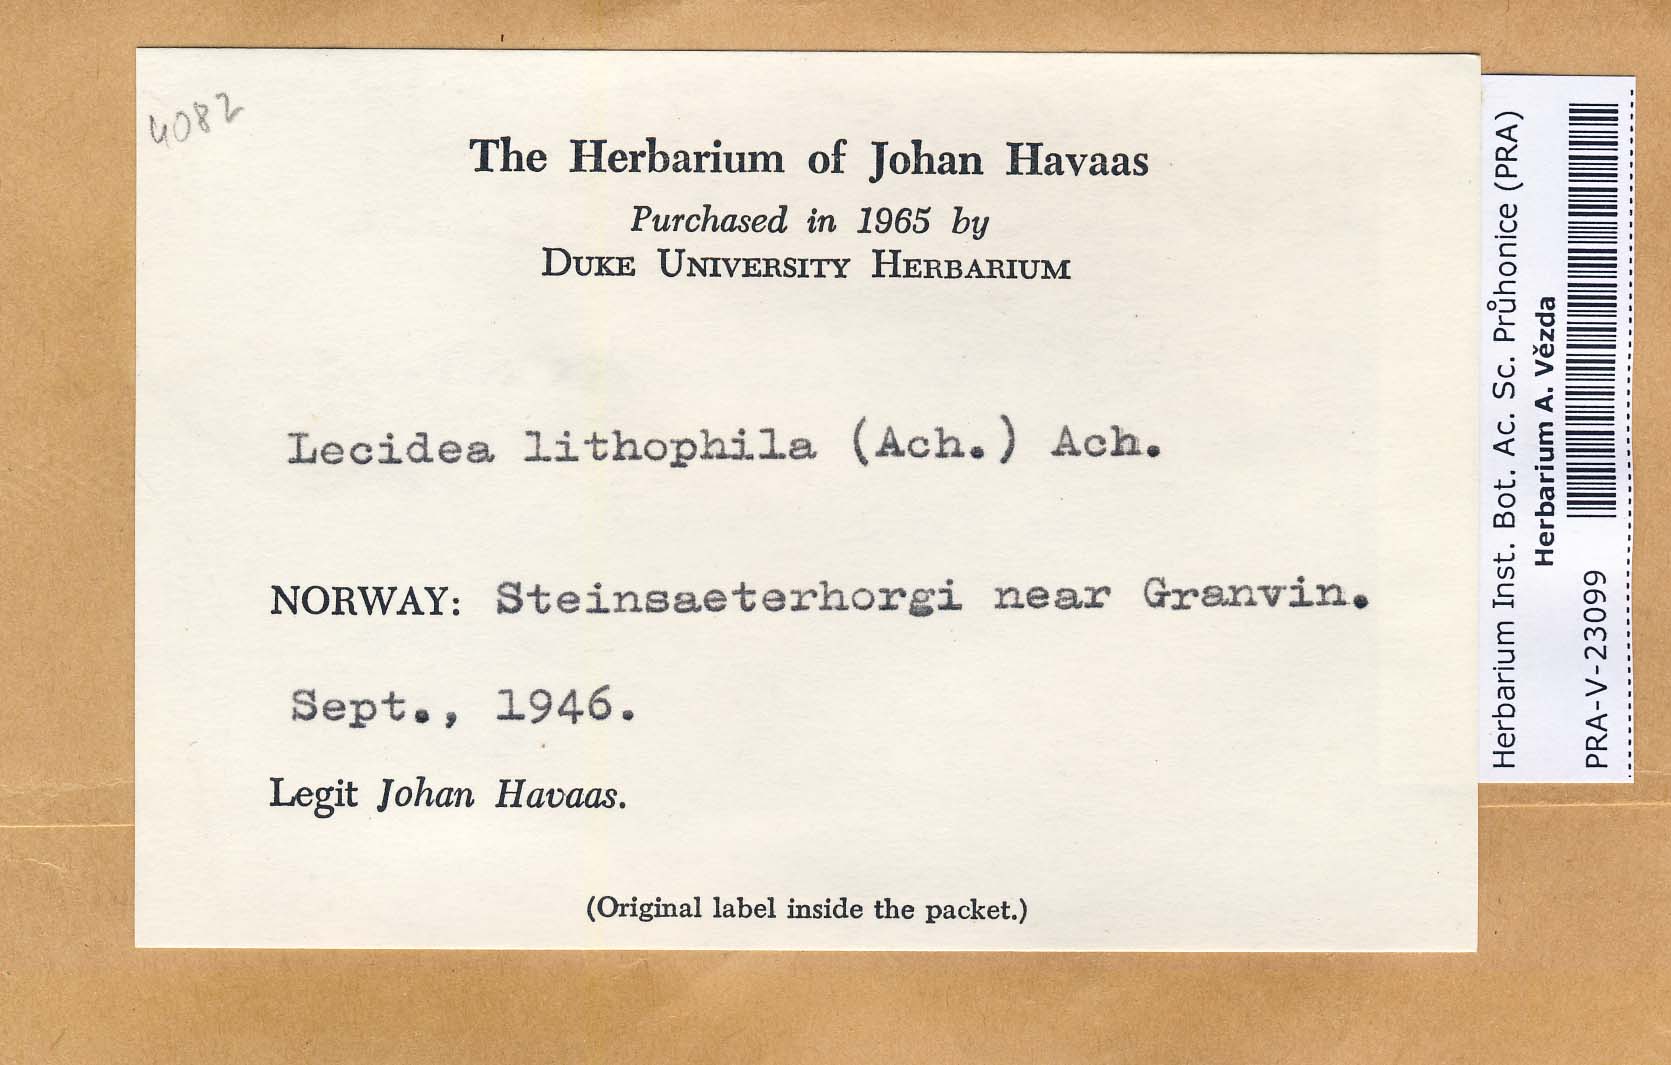 4082
The Herbarium of Johan Havaas
Purchased in 1965 by
DUKE UNIVERSITY HERBARIUM
Lecidea lithophila (Ach.) Ach.
NORWAY: Steinsaeterhorgi near Granvin.
Sept., 1946.
Legit Johan Havaas.
(Original label inside the packet.)
Herbarium Inst. Bot. Ac. Sc. Průhonice (PRA)
Herbarium A. Vězda
PRA-V-23099